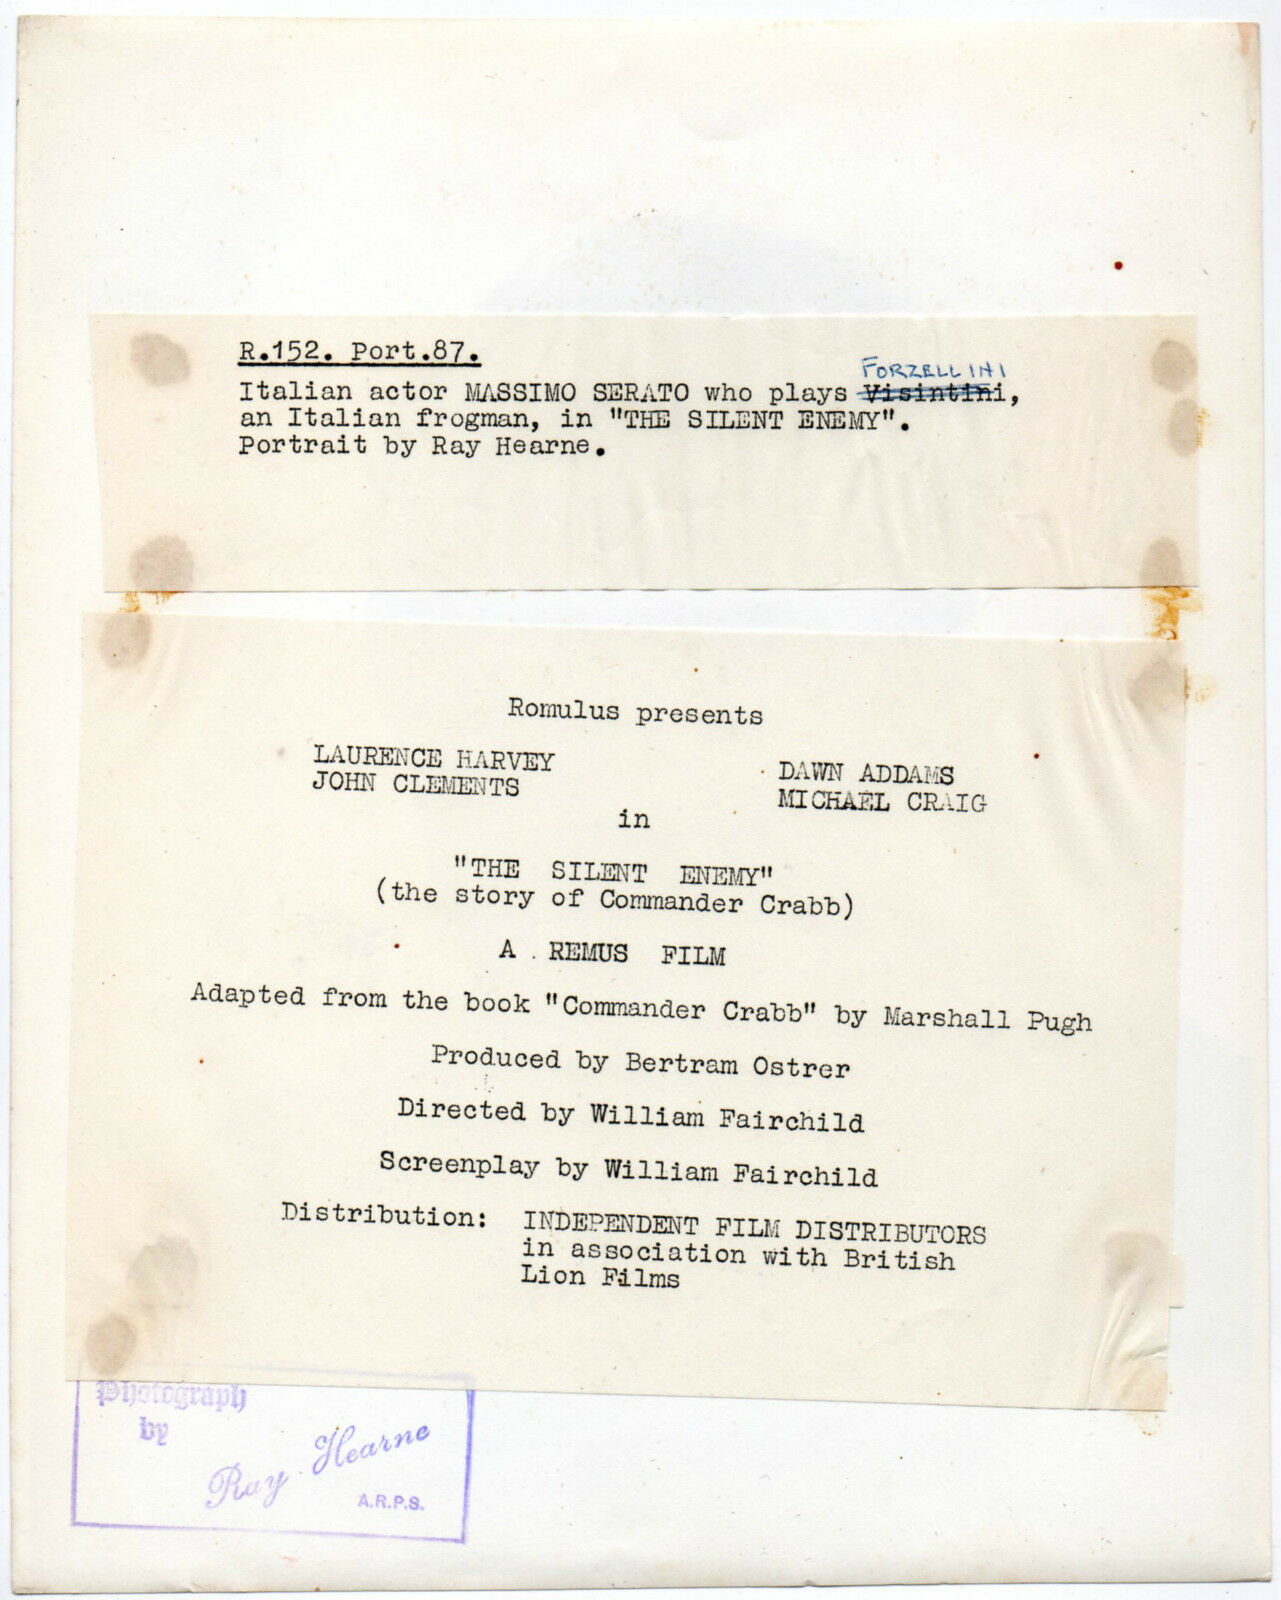 R.152. Port.87.
FORZELLINI
Italian actor MASSIMO SERATO who plays Visintini,
an Italian frogman, in "THE SILENT ENEMY".
Portrait by Ray Hearne.
Romulus presents
LAURENCE HARVEY DAWN ADDAMS
JOHN CLEMENTS MICHAEL CRAIG
in
"THE SILENT ENEMY"
(the story of Commander Crabb)
A REMUS FILM
Adapted from the book "Commander Crabb" by Marshall Pugh
Produced by Bertram Ostrer
Directed by William Fairchild
Screenplay by William Fairchild
Distribution: INDEPENDENT FILM DISTRIBUTORS
in association with British
Lion Films
Photograph
by
Ray Hearne
A.R.P.S.